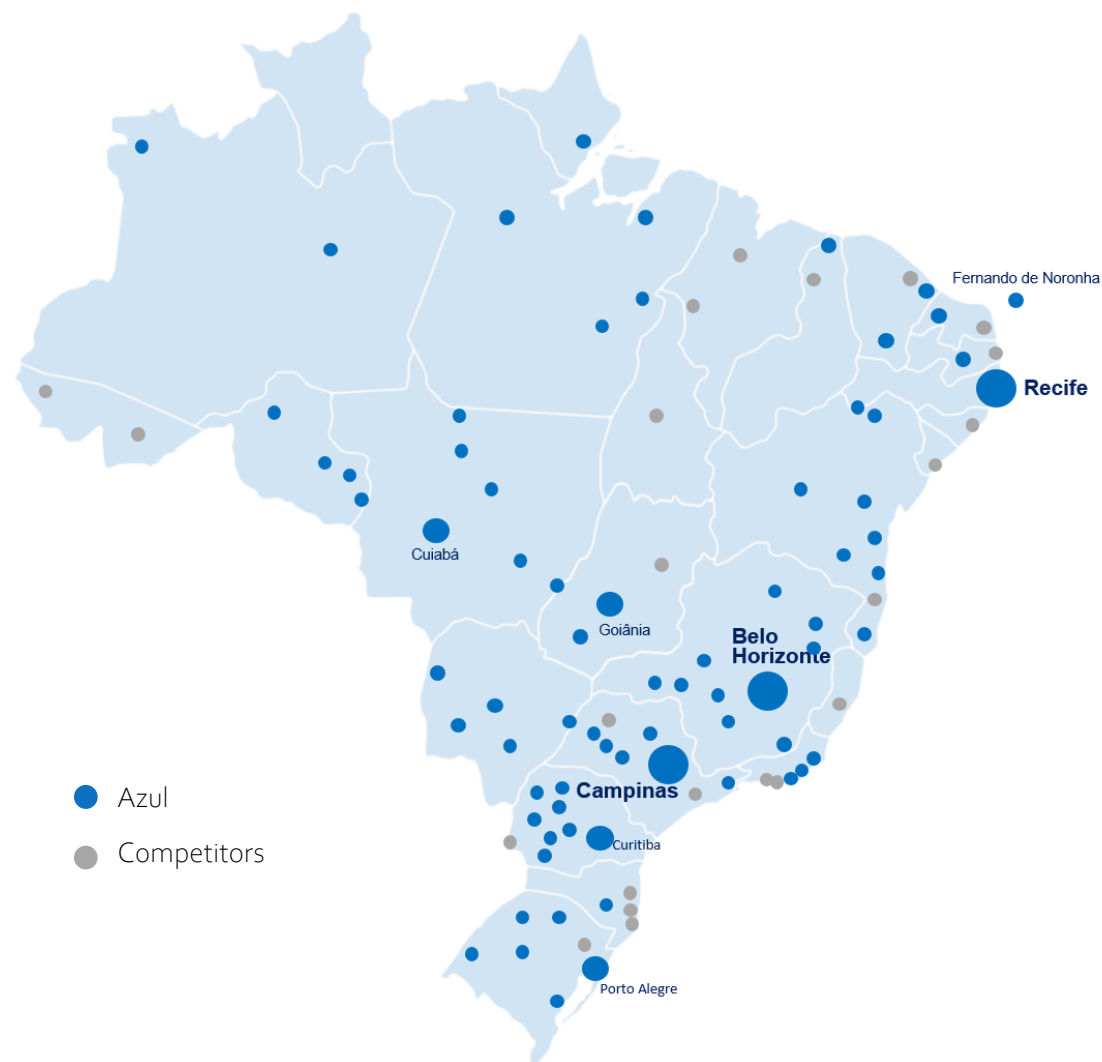 Fernando de Noronha
Recife
Cuiabá
Goiânia
Belo
Horizonte
Campinas
Azul
Curitiba
Competitors
Porto Alegre